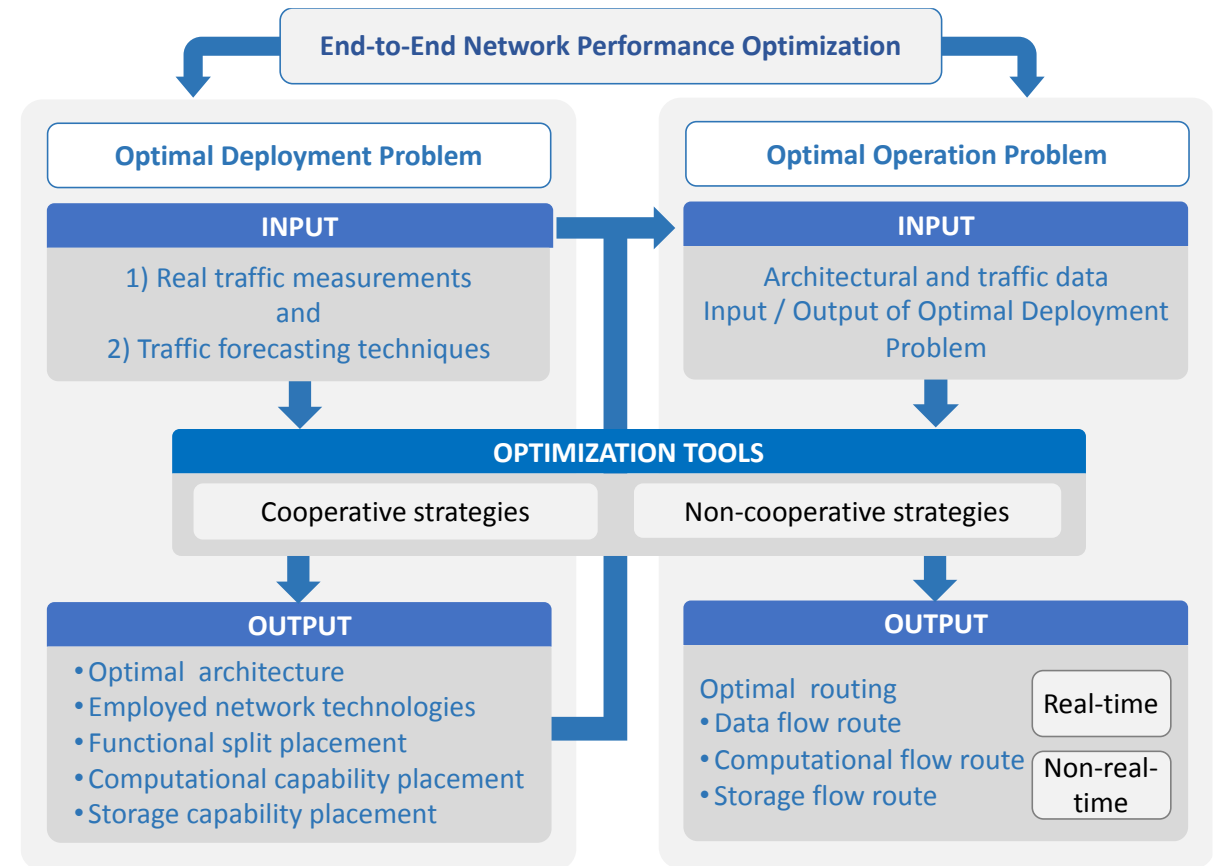 End-to-End Network Performance Optimization
Optimal Deployment Problem
INPUT
1) Real traffic measurements
and
2) Traffic forecasting techniques
Optimal Operation Problem
INPUT
Architectural and traffic data
Input / Output of Optimal Deployment
Problem
OPTIMIZATION TOOLS
Cooperative strategies
Non-cooperative strategies
OUTPUT
• Optimal architecture
• Employed network technologies
• Functional split placement
• Computational capability placement
• Storage capability placement
OUTPUT
Optimal routing
• Data flow route
• Computational flow route
• Storage flow route
Real-time
Non-real-
time